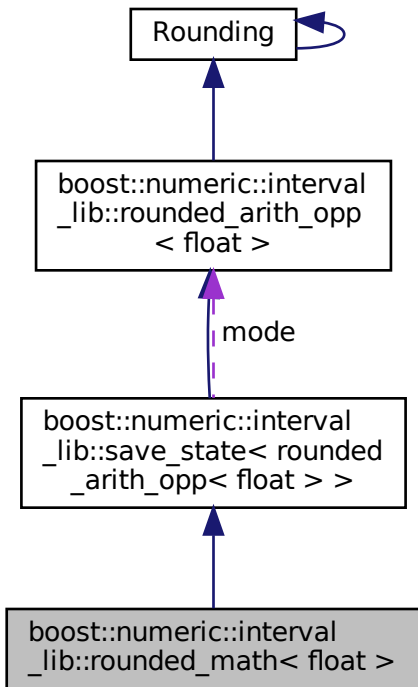 Rounding
boost::numeric::interval
_lib::rounded_arith_opp
< float >
mode
boost::numeric::interval
_lib::save_state< rounded
_arith_opp< float > >
boost::numeric::interval
_lib::rounded_math< float >